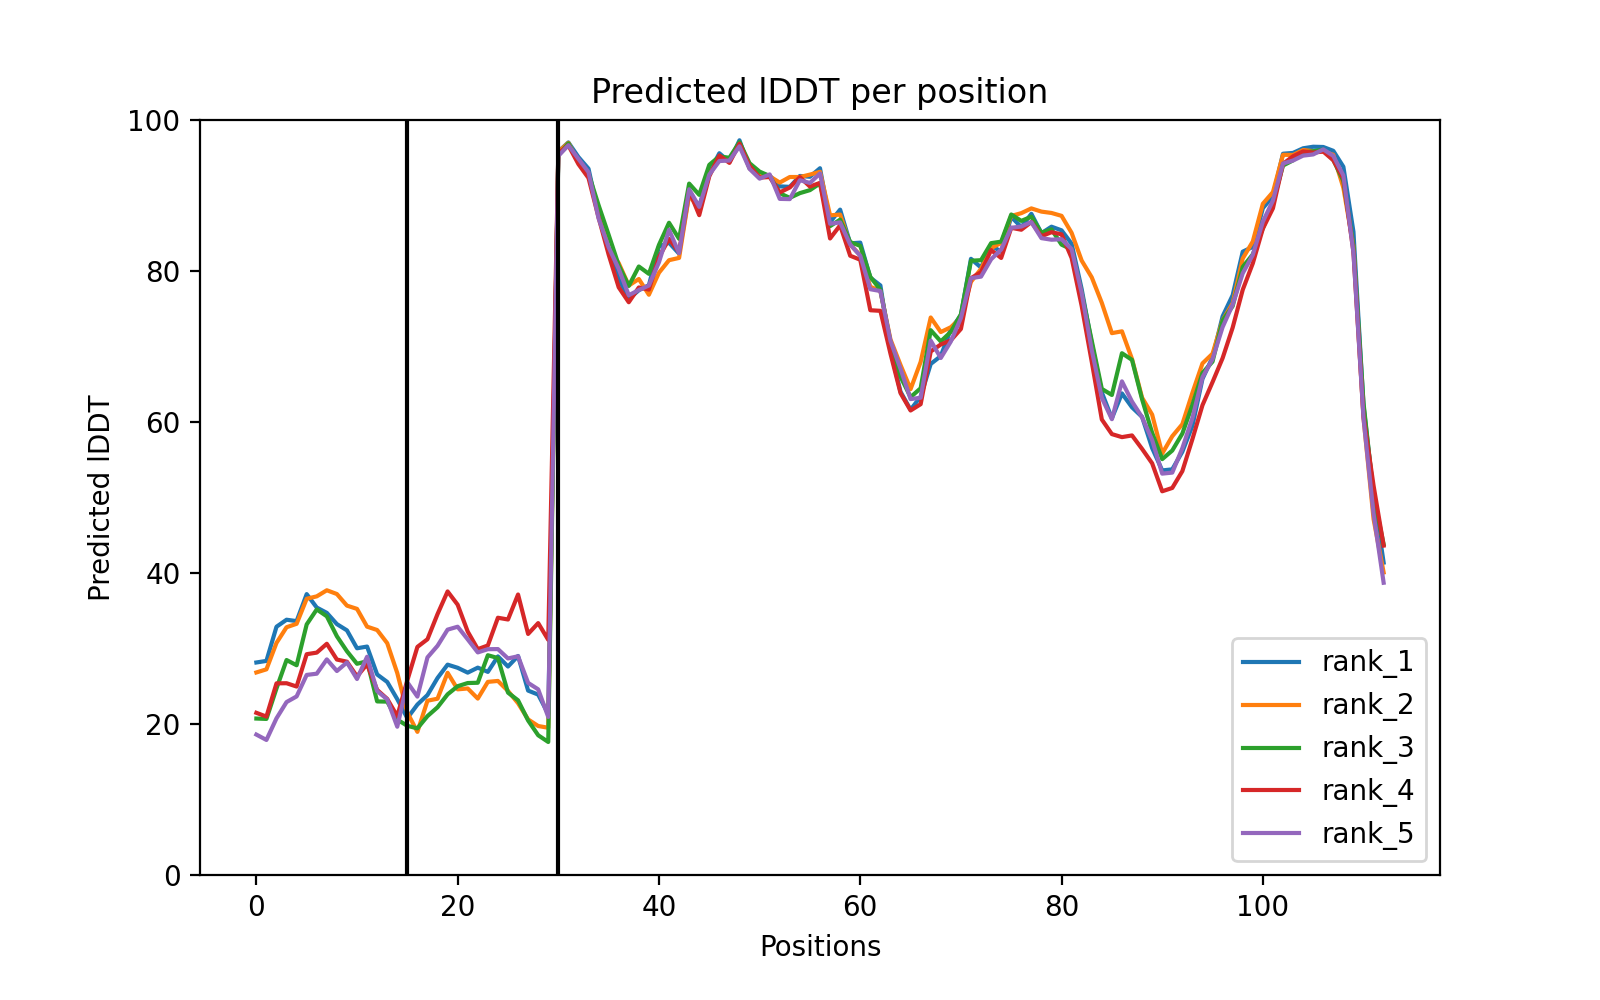 Predicted lDDT per position
100
80
60
40
20
0
Predicted lDDT
0 20 40 60 80 100
Positions
rank_1
rank_2
rank_3
rank_4
rank_5